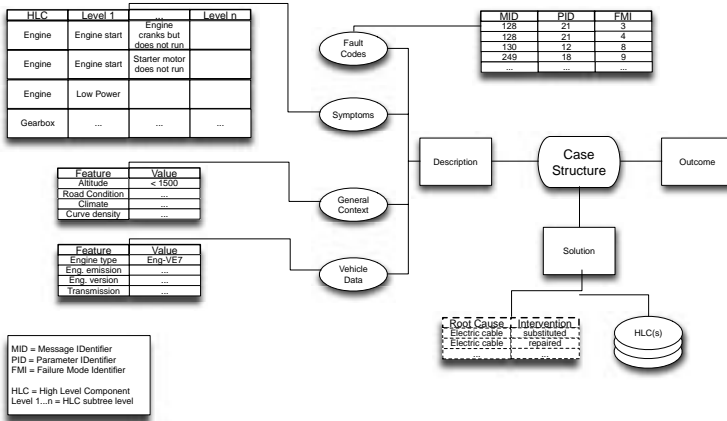 HLC Level 1 ... Level n
Engine Engine start Engine cranks but does not run
Engine Engine start Starter motor does not run
Engine Low Power
Gearbox ... ... ...
Fault Codes
MID PID FMI
128 21 3
128 21 4
130 12 8
249 18 9
... ... ...
Symptoms
Description
Case Structure
Outcome
Feature Value
Altitude < 1500
Road Condition ...
Climate ...
Curve density ...
General Context
Feature Value
Engine type Eng-VE7
Eng. emission ...
Eng. version ...
Transmission ...
Vehicle Data
Solution
Root Cause Intervention
Electric cable substituted
Electric cable repaired
... ...
HLC(s)
MID = Message IDentifier
PID = Parameter IDentifier
FMI = Failure Mode Identifier
HLC = High Level Component
Level 1...n = HLC subtree level